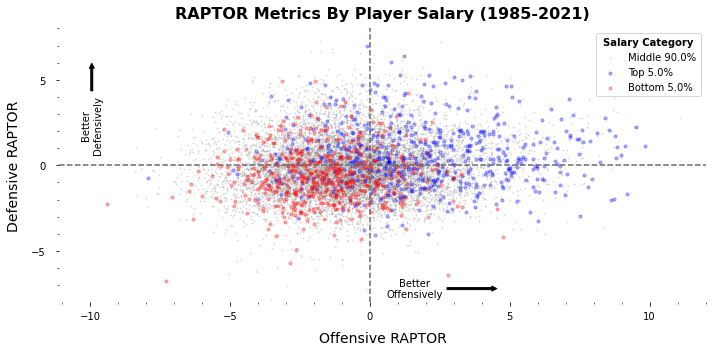 RAPTOR Metrics By Player Salary (1985-2021)
Salary Category
Middle 90.0%
Top 5.0%
Bottom 5.0%
Better
Defensively
Defensive RAPTOR
5
0
−5
Better
Offensively
−10
−5
0
5
10
Offensive RAPTOR